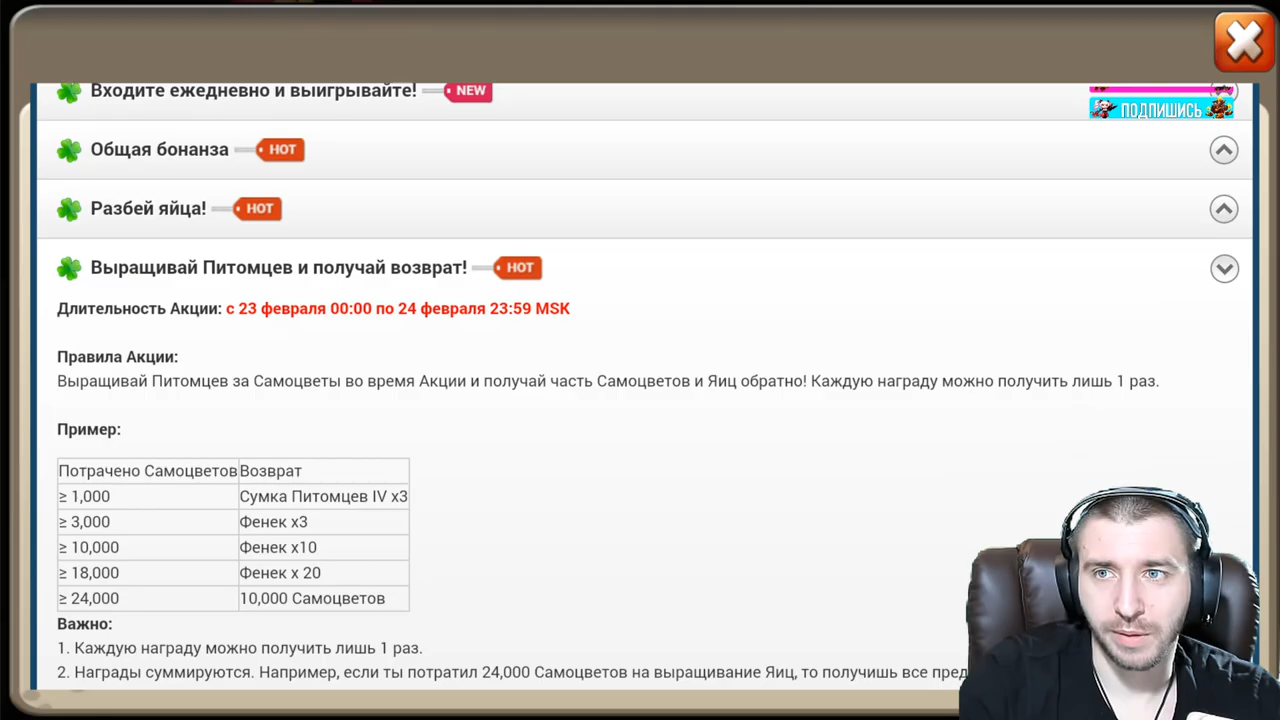 Входите ежедневно и выигрывайте! NEW
ПОДПИШИСЬ
Общая бонанза HOT
Разбей яйца! HOT
Выращивай Питомцев и получай возврат! HOT
Длительность Акции: с 23 февраля 00:00 по 24 февраля 23:59 MSK
Правила Акции:
Выращивай Питомцев за Самоцветы во время Акции и получай часть Самоцветов и Яиц обратно! Каждую награду можно получить лишь 1 раз.
Пример:
Потрачено Самоцветов Возврат
≥ 1,000 Сумка Питомцев IV x3
≥ 3,000 Фенек x3
≥ 10,000 Фенек x10
≥ 18,000 Фенек x 20
≥ 24,000 10,000 Самоцветов
Важно:
1. Каждую награду можно получить лишь 1 раз.
2. Награды суммируются. Например, если ты потратил 24,000 Самоцветов на выращивание Яиц, то получишь все пред